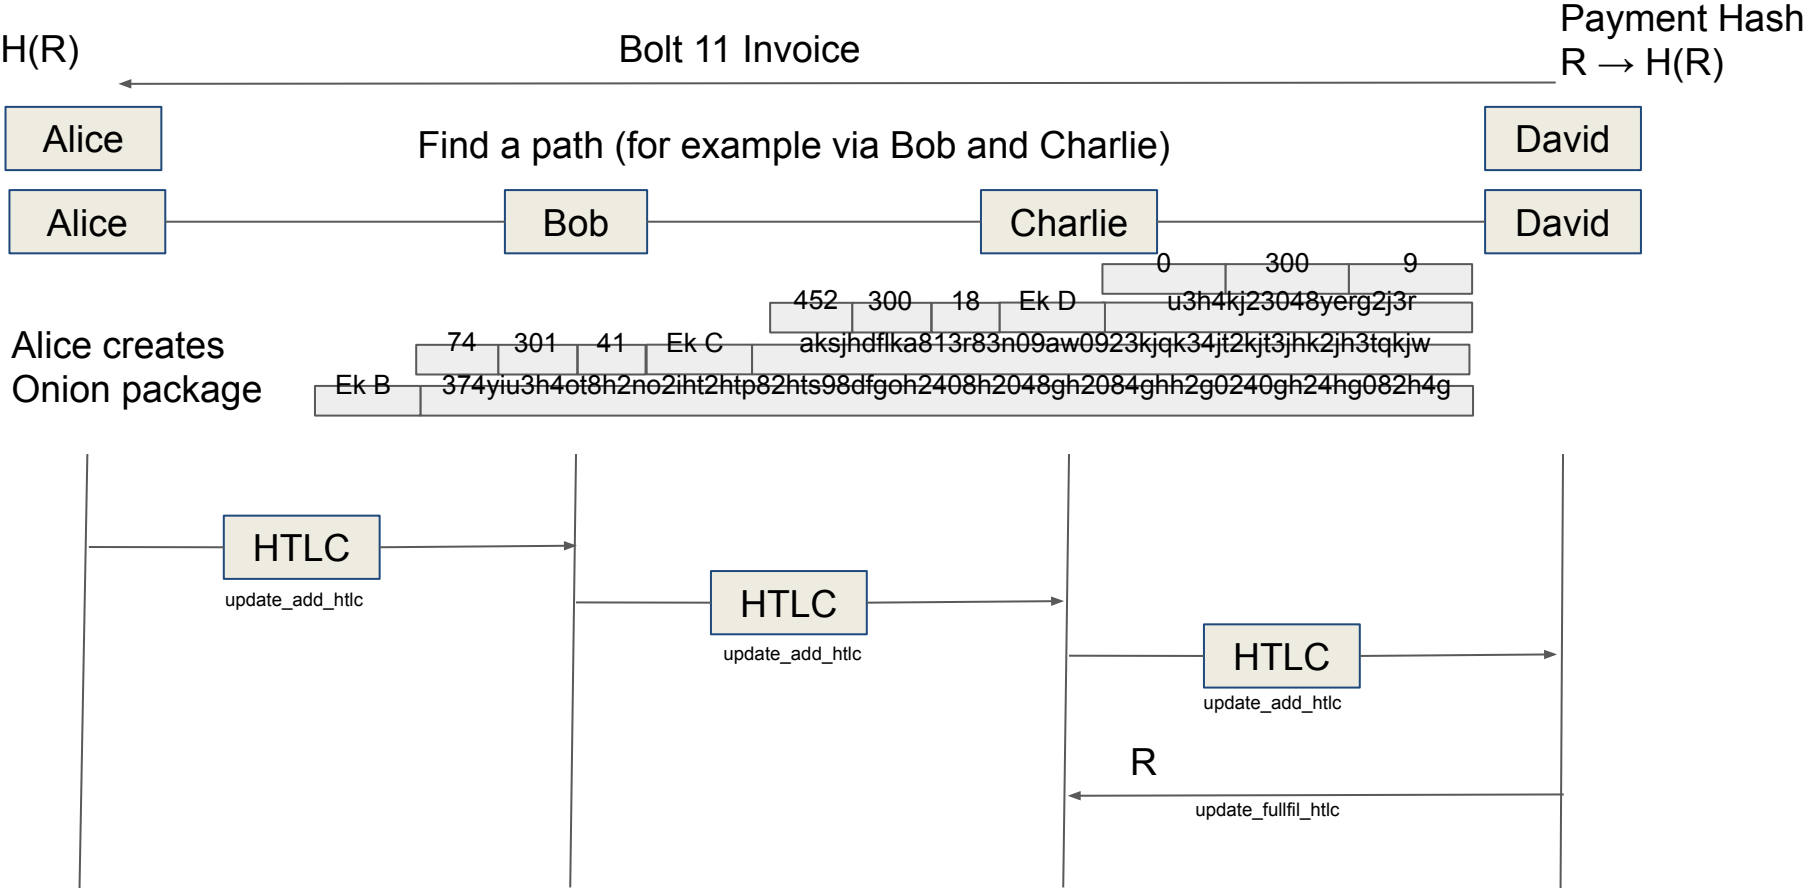 H(R)
Bolt 11 Invoice
Payment Hash
R → H(R)
Alice
Find a path (for example via Bob and Charlie)
David
Alice
Bob
Charlie
David
0 300 9
452 300 18 Ek D u3h4kj23048yerg2j3r
74 301 41 Ek C aksjhdflka813r83n09aw0923kjqk34jt2kjt3jhk2jh3tqkjw
Ek B 374yiu3h4ot8h2no2iht2htp82hts98dfgoh2408h2048gh2084ghh2g0240gh24hg082h4g
Alice creates
Onion package
HTLC
update_add_htlc
HTLC
update_add_htlc
HTLC
update_add_htlc
R
update_fullfil_htlc